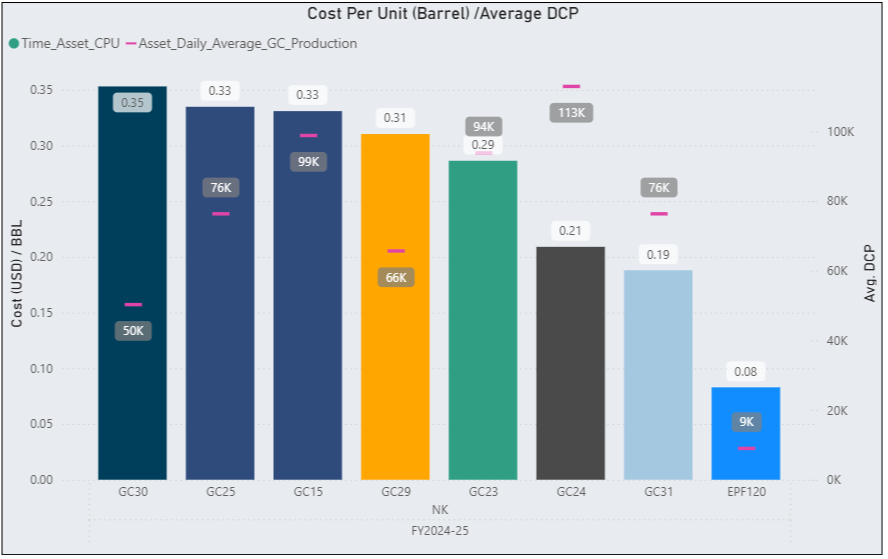 Cost Per Unit (Barrel) /Average DCP
Time_Asset_CPU
Asset_Daily_Average_GC_Production
Cost (USD) / BBL
0.35
0.30
0.25
0.20
0.15
0.10
0.05
0.00
0.35
0.33
0.33
0.31
0.29
0.21
0.19
0.08
50K
76K
99K
66K
94K
113K
76K
9K
100K
80K
60K
40K
20K
0K
Avg. DCP
GC30
GC25
GC15
GC29
GC23
GC24
GC31
EPF120
NK
FY2024-25